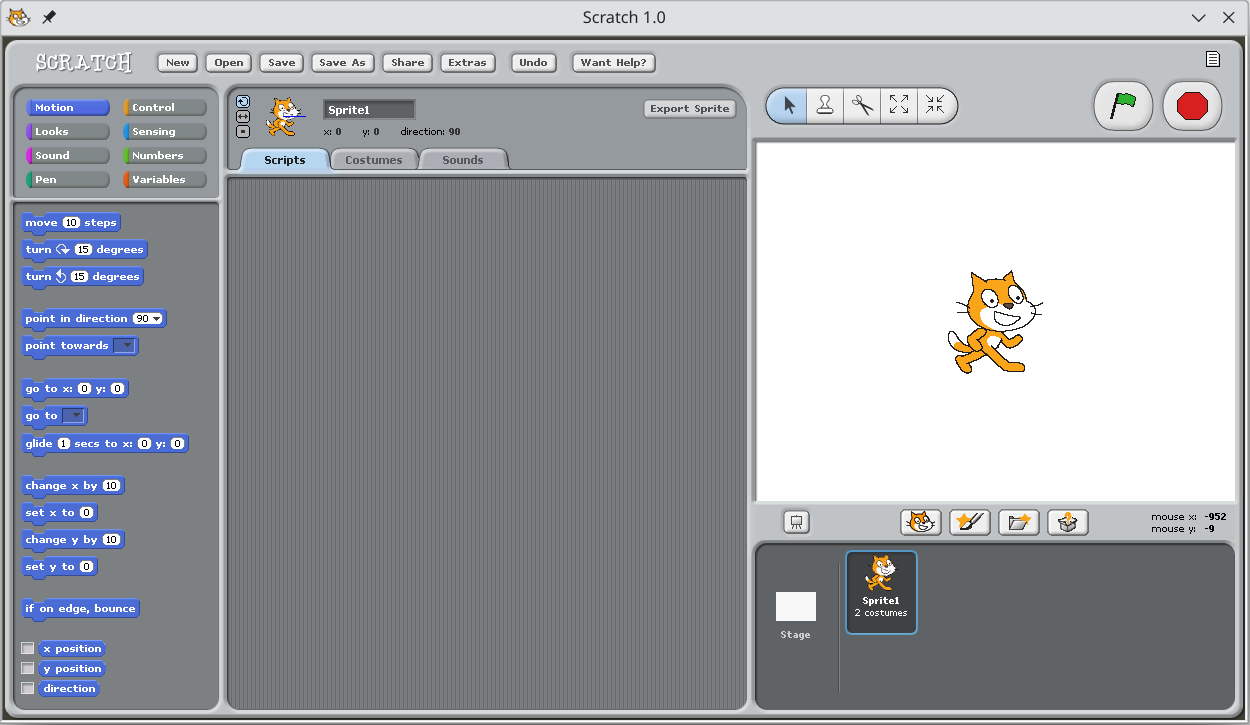 Scratch 1.0
SCRATCH
New
Open
Save
Save As
Share
Extras
Undo
Want Help?
Motion
Control
Looks
Sensing
Sound
Numbers
Pen
Variables
move 10 steps
turn 15 degrees
turn 15 degrees
point in direction 90
point towards
go to x: 0 y: 0
go to
glide 1 secs to x: 0 y: 0
change x by 10
set x to 0
change y by 10
set y to 0
if on edge, bounce
x position
y position
direction
Sprite1
Export Sprite
x: 0 y: 0 direction: 90
Scripts
Costumes
Sounds
mouse x: -952
mouse y: -9
Stage
Sprite1
2 costumes